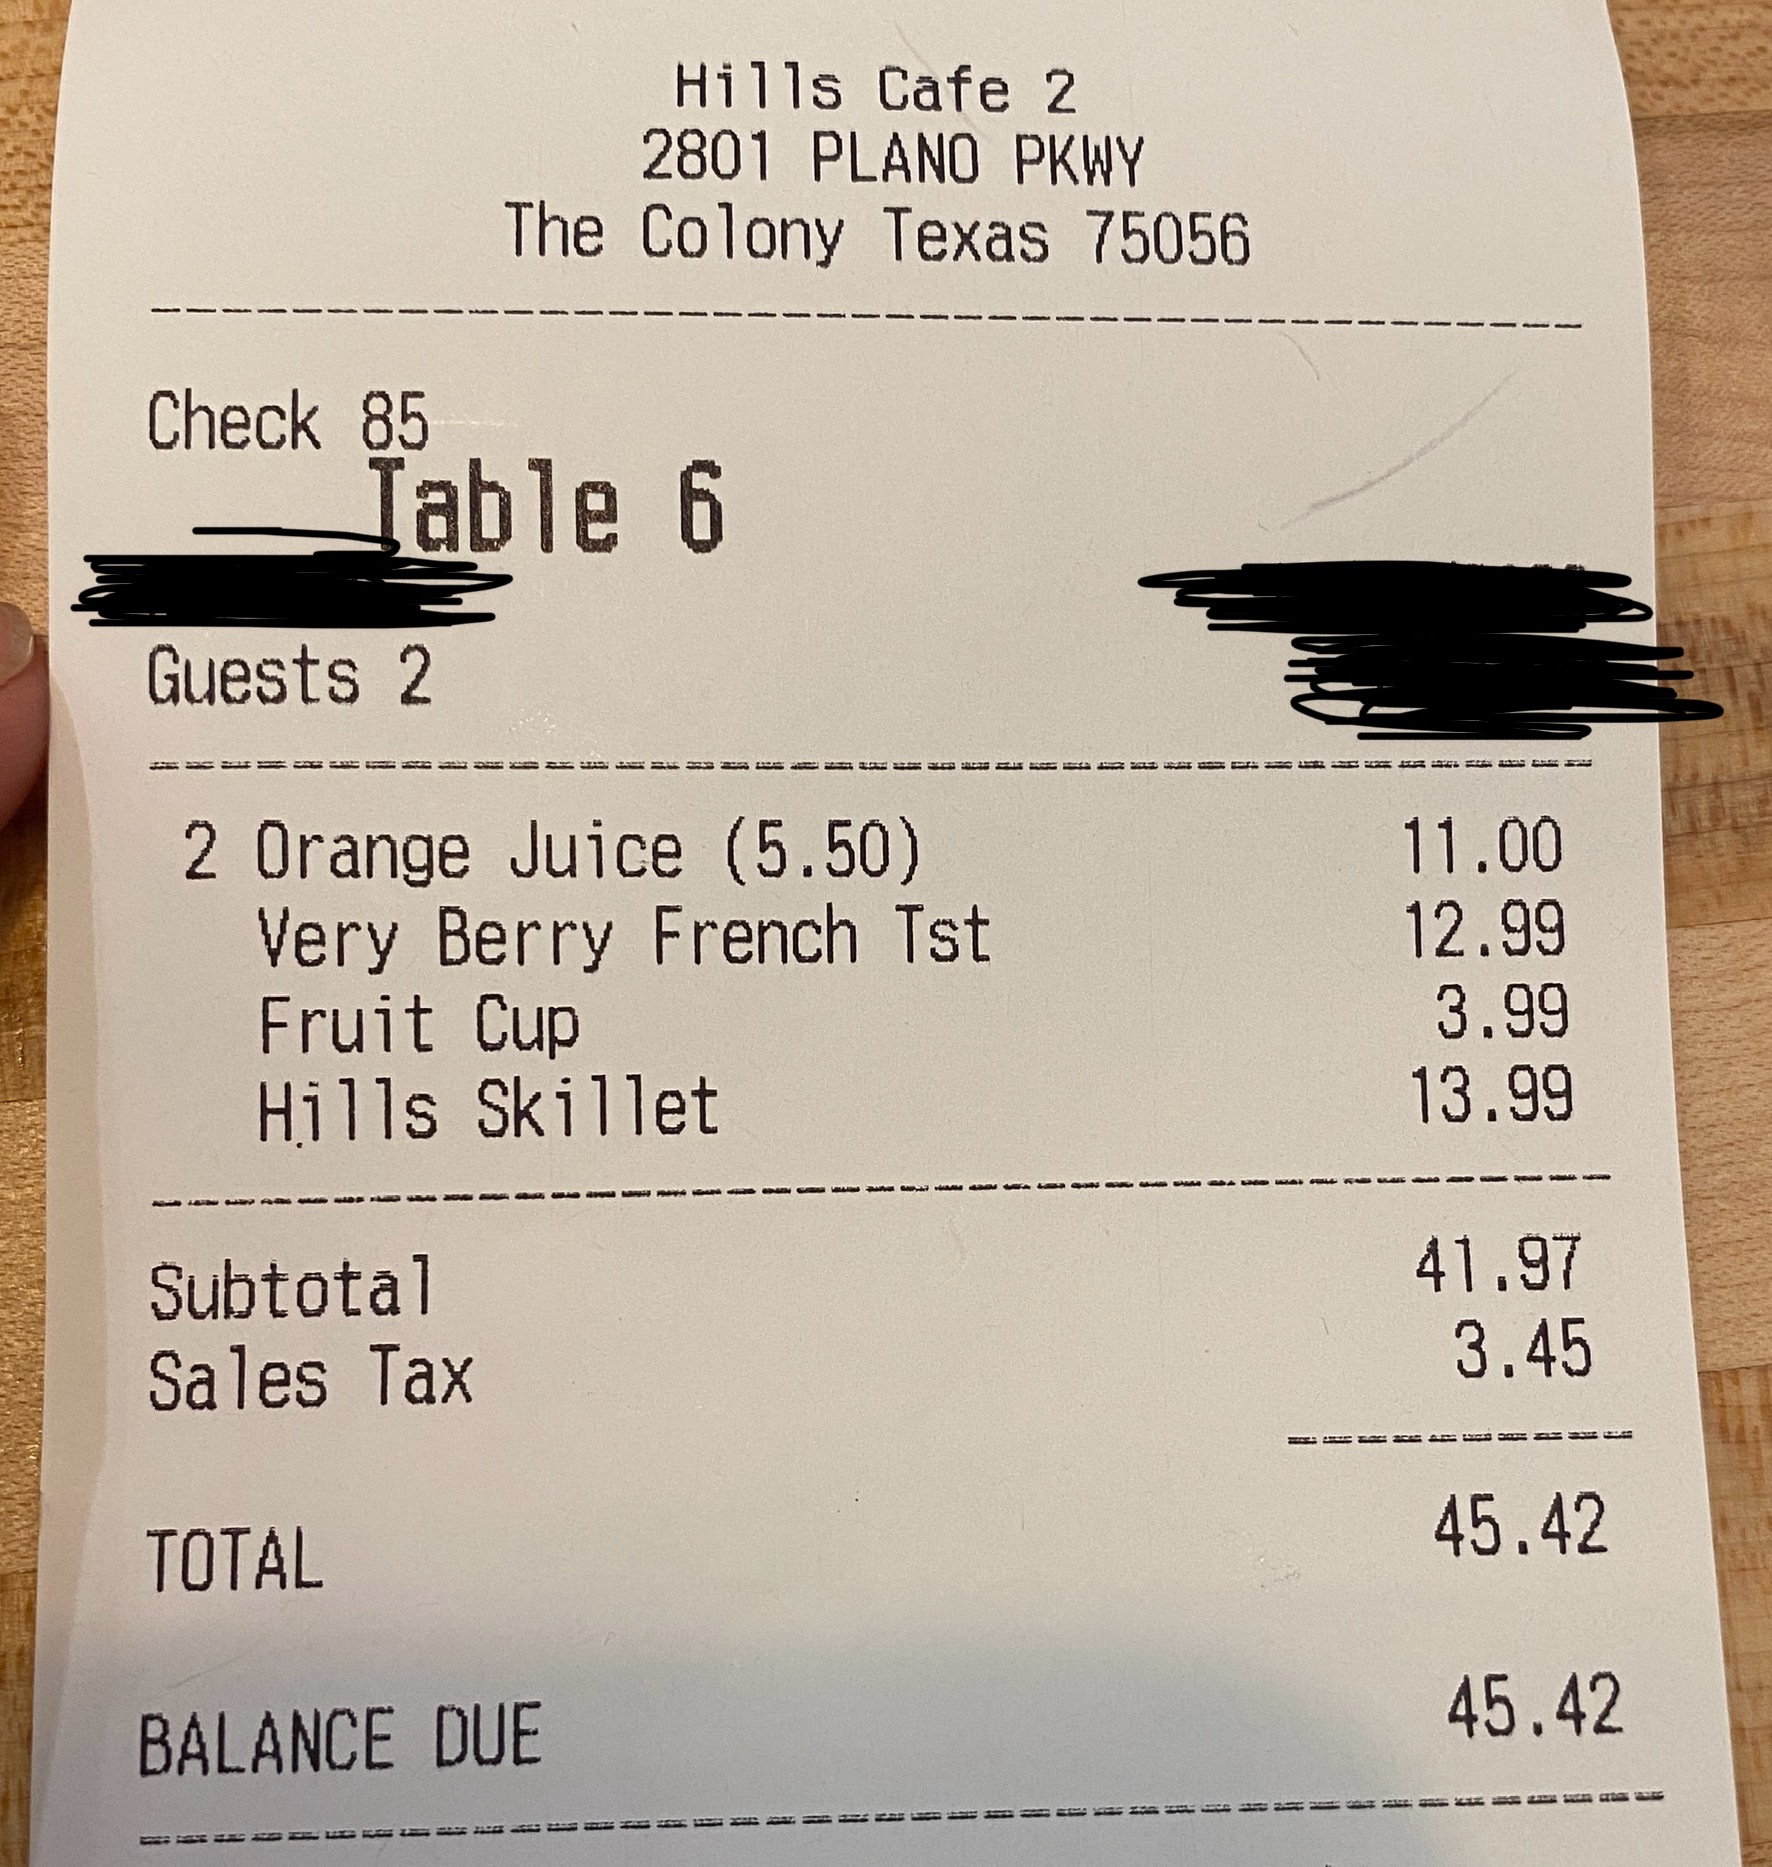 Hills Cafe 2
2801 PLANO PKWY
The Colony Texas 75056
Check 85
Table 6
Guests 2
2 Orange Juice (5.50) 11.00
Very Berry French Tst 12.99
Fruit Cup 3.99
Hills Skillet 13.99
Subtotal 41.97
Sales Tax 3.45
TOTAL 45.42
BALANCE DUE 45.42